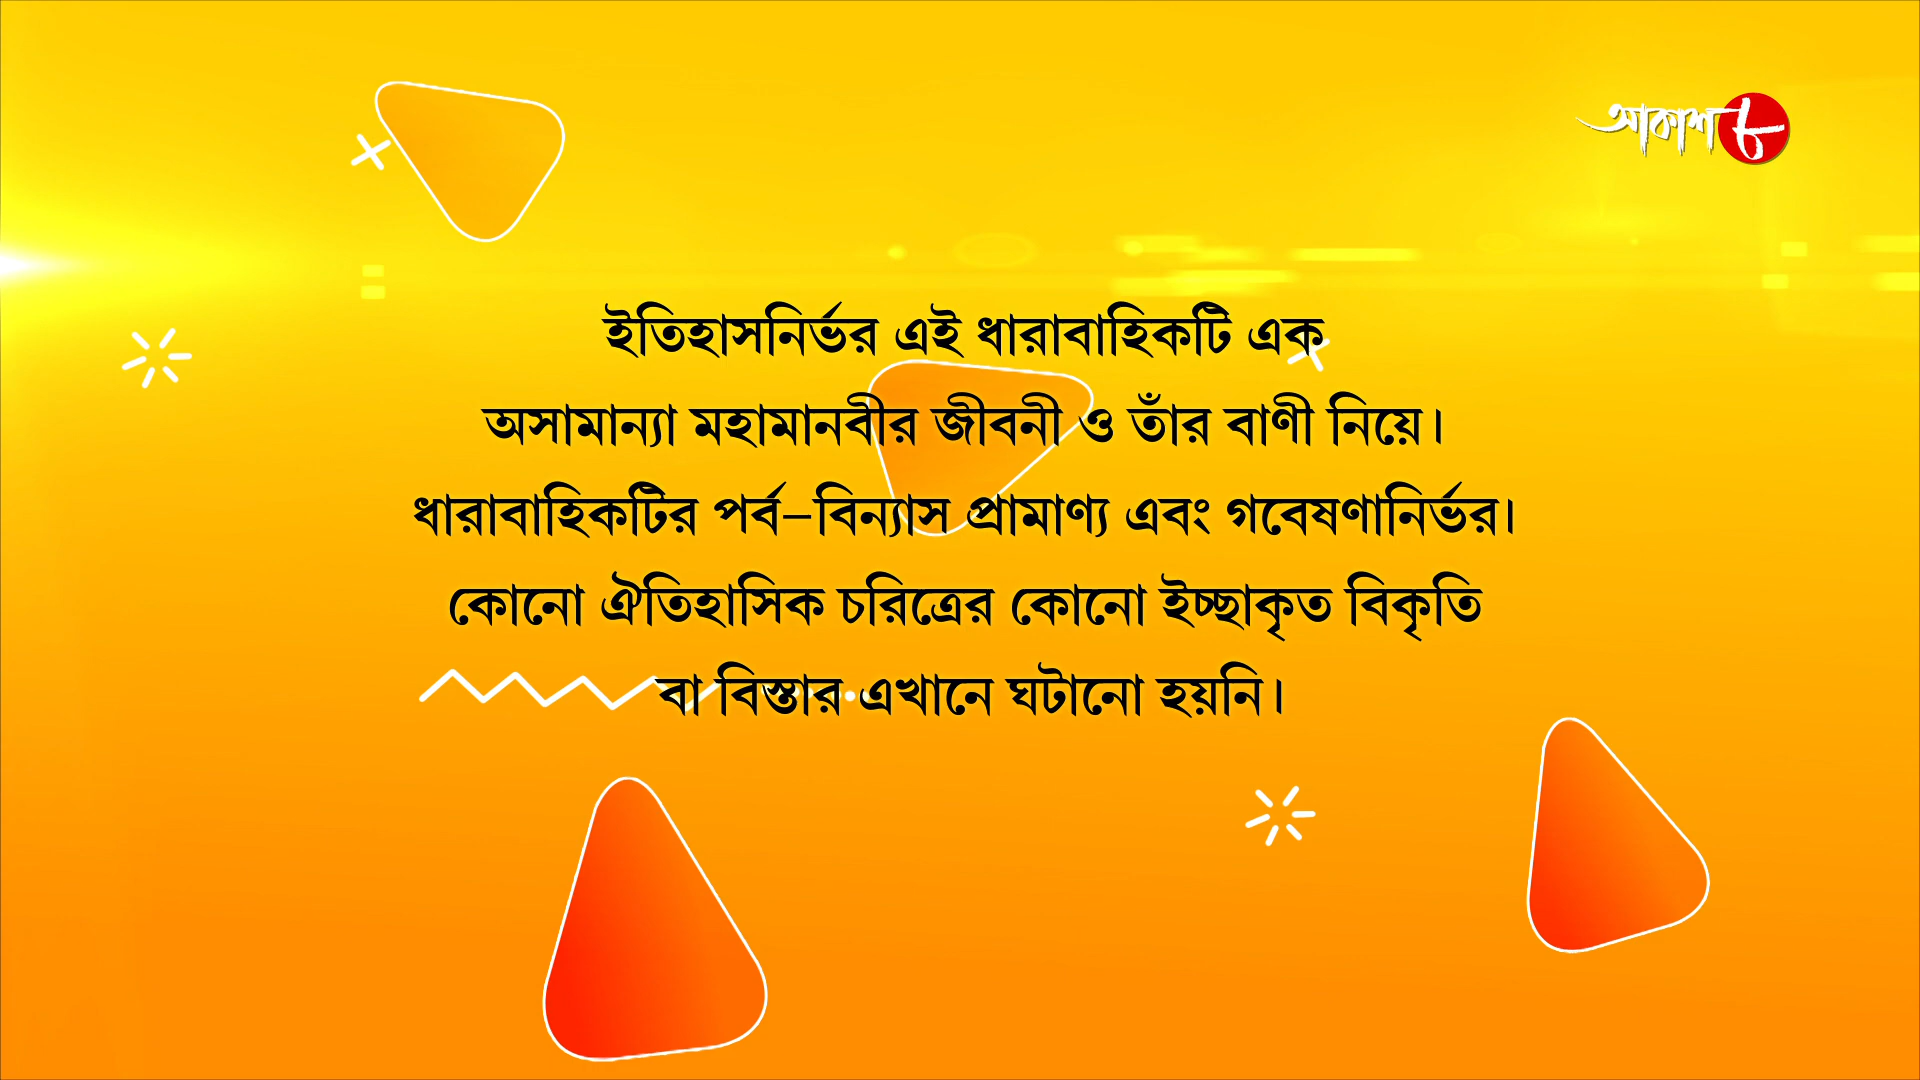 আকাশ ৮
ইতিহাসনির্ভর এই ধারাবাহিকটি এক
অসামান্যা মহামানবীর জীবনী ও তাঁর বাণী নিয়ে।
ধারাবাহিকটির পর্ব–বিন্যাস প্রামাণ্য এবং গবেষণানির্ভর।
কোনো ঐতিহাসিক চরিত্রের কোনো ইচ্ছাকৃত বিকৃতি
বা বিস্তার এখানে ঘটানো হয়নি।